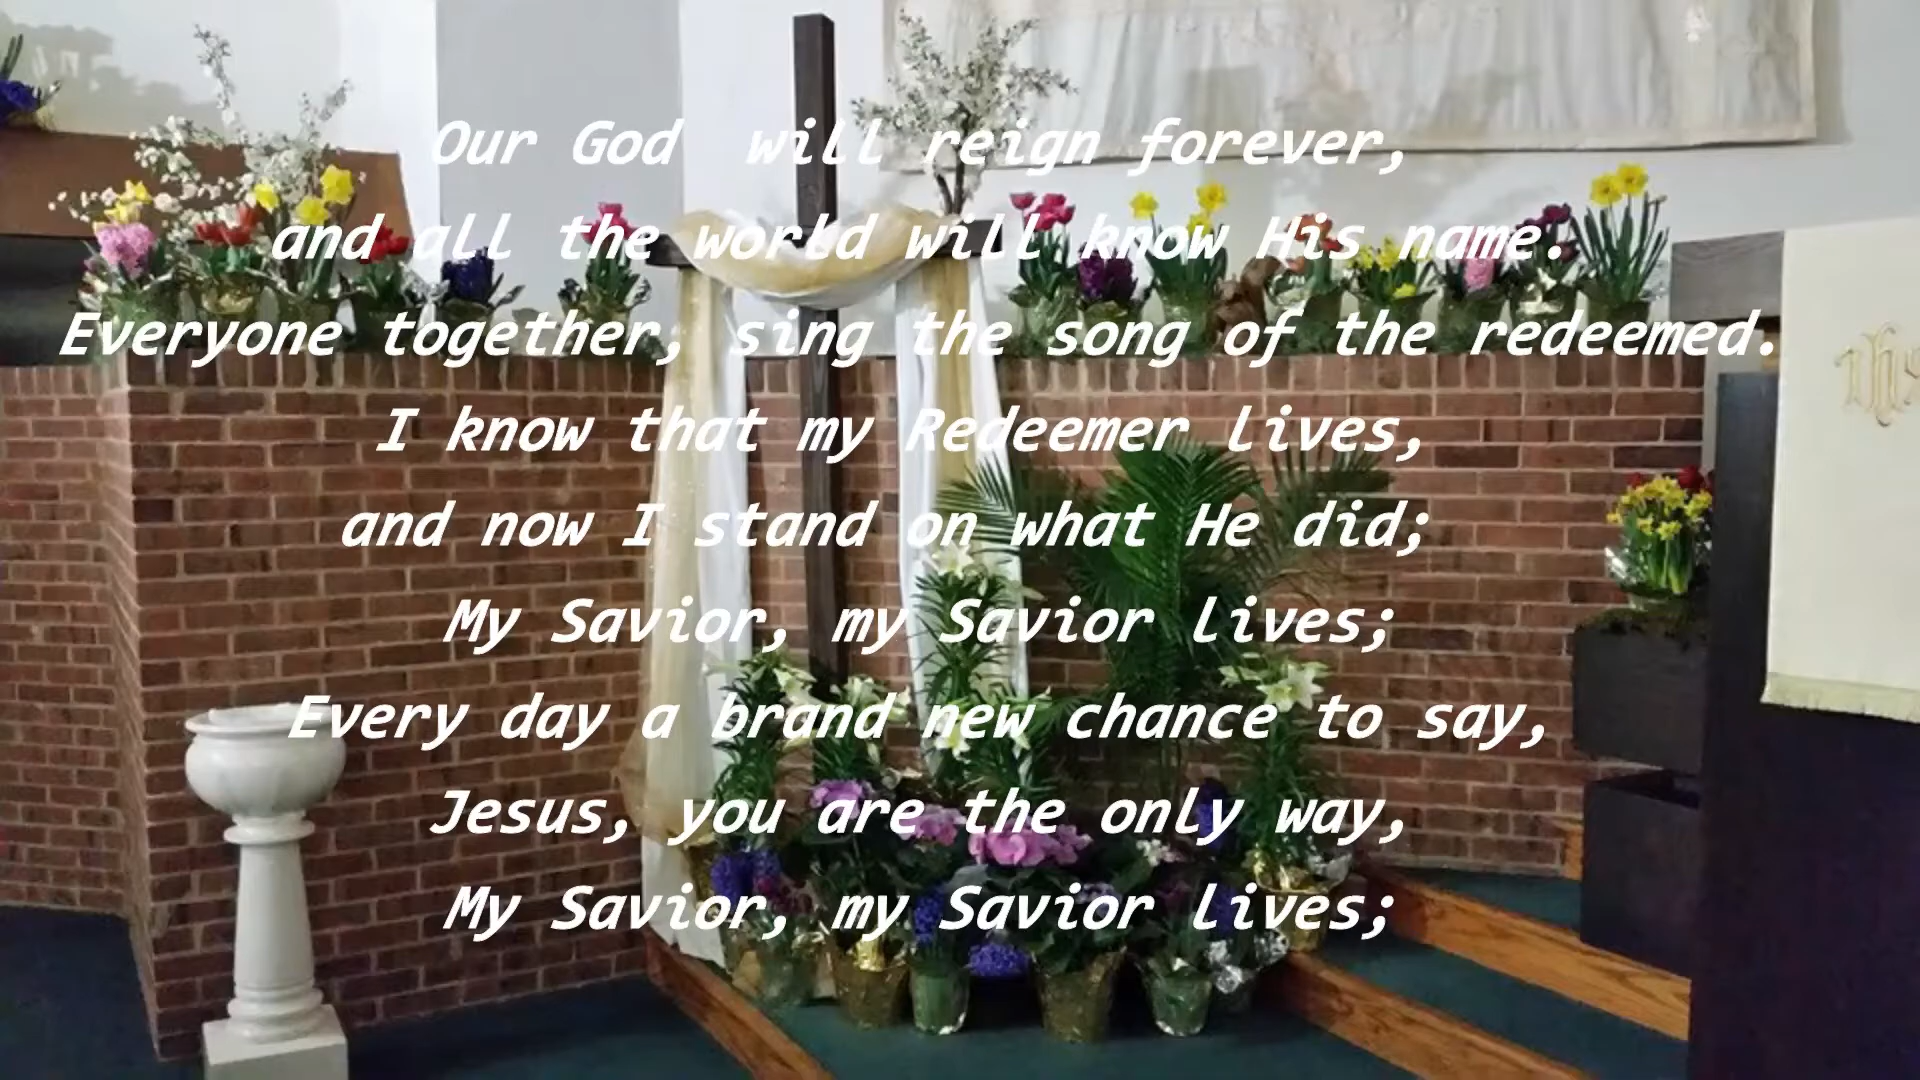 Our God will reign forever,
and all the world will know His name.
Everyone together, sing the song of the redeemed.
I know that my Redeemer lives,
and now I stand on what He did;
My Savior, my Savior lives;
Every day a brand new chance to say,
Jesus, you are the only way,
My Savior, my Savior lives;
ihs